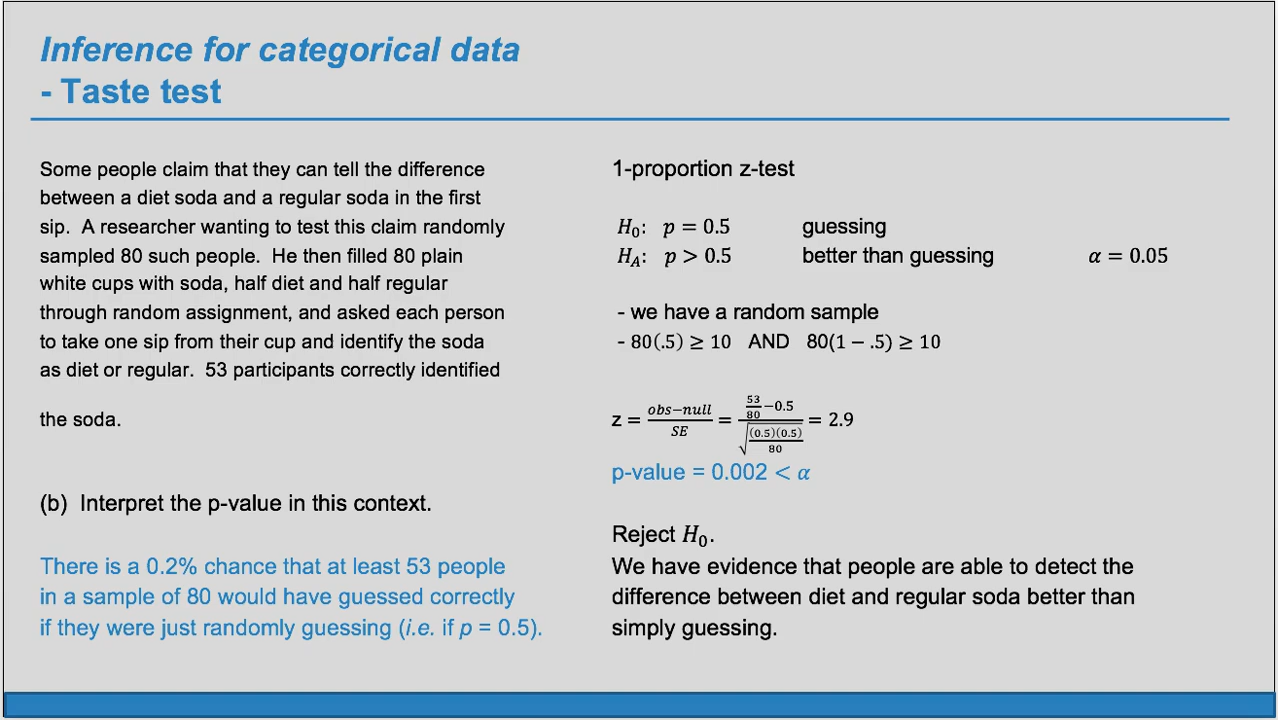 Inference for categorical data
- Taste test
Some people claim that they can tell the difference
between a diet soda and a regular soda in the first
sip.  A researcher wanting to test this claim randomly
sampled 80 such people.  He then filled 80 plain
white cups with soda, half diet and half regular
through random assignment, and asked each person
to take one sip from their cup and identify the soda
as diet or regular.  53 participants correctly identified
the soda.
(b)  Interpret the p-value in this context.
There is a 0.2% chance that at least 53 people
in a sample of 80 would have guessed correctly
if they were just randomly guessing (i.e. if p = 0.5).
1-proportion z-test
H₀:  p = 0.5 guessing
H_A:  p > 0.5 better than guessing α = 0.05
- we have a random sample
- 80(.5) ≥ 10  AND  80(1 − .5) ≥ 10
z = (obs−null)/SE = (53/80 −0.5)/√((0.5)(0.5)/80) = 2.9
p-value = 0.002 < α
Reject H₀.
We have evidence that people are able to detect the
difference between diet and regular soda better than
simply guessing.